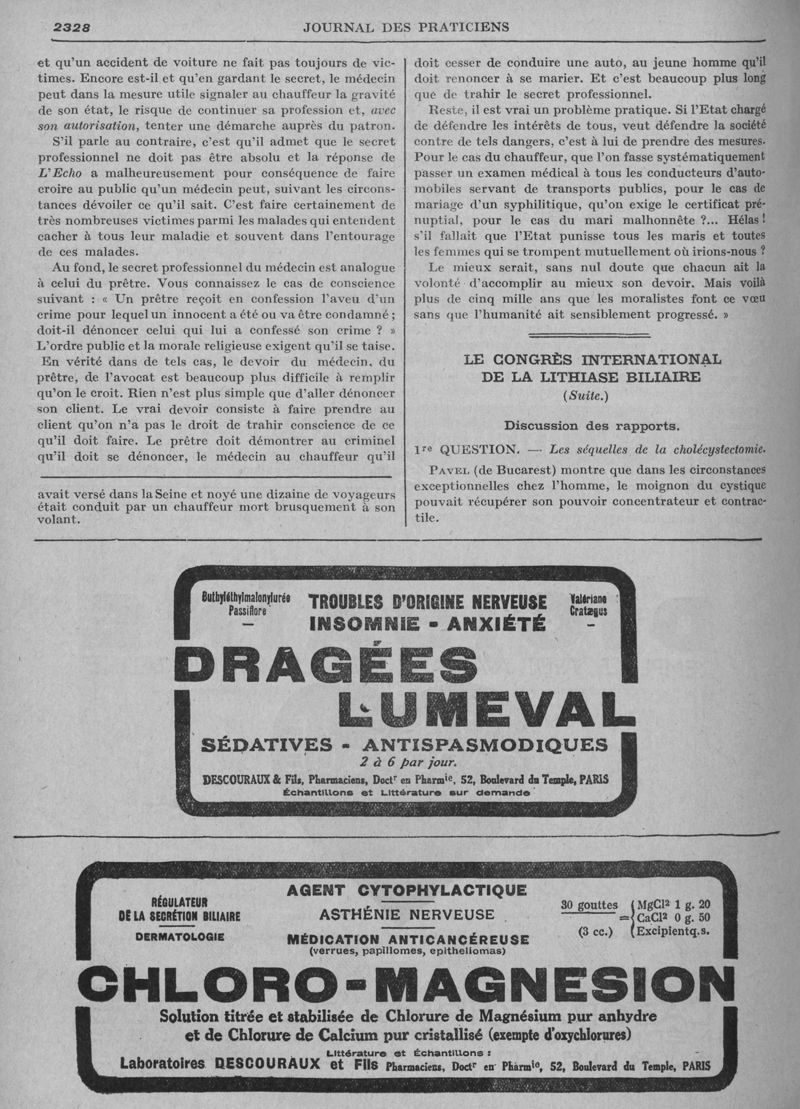 2328
JOURNAL DES PRATICIENS
et qu'un accident de voiture ne fait pas toujours de vic-
times. Encore est-il et qu'en gardant le secret, le médecin
peut dans la mesure utile signaler au chauffeur la gravité
de son état, le risque de continuer sa profession et, avec
son autorisation, tenter une démarche auprès du patron.
S'il parle au contraire, c'est qu'il admet que le secret
professionnel ne doit pas être absolu et la réponse de
L'Echo a malheureusement pour conséquence de faire
croire au public qu'un médecin peut, suivant les circons-
tances dévoiler ce qu'il sait. C'est faire certainement de
très nombreuses victimes parmi les malades qui entendent
cacher à tous leur maladie et souvent dans l'entourage
de ces malades.
Au fond, le secret professionnel du médecin est analogue
à celui du prêtre. Vous connaissez le cas de conscience
suivant : « Un prêtre reçoit en confession l'aveu d'un
crime pour lequel un innocent a été ou va être condamné ;
doit-il dénoncer celui qui lui a confessé son crime ? »
L'ordre public et la morale religieuse exigent qu'il se taise.
En vérité dans de tels cas, le devoir du médecin, du
prêtre, de l'avocat est beaucoup plus difficile à remplir
qu'on le croit. Rien n'est plus simple que d'aller dénoncer
son client. Le vrai devoir consiste à faire prendre au
client qu'on n'a pas le droit de trahir conscience de ce
qu'il doit faire. Le prêtre doit démontrer au criminel
qu'il doit se dénoncer, le médecin au chauffeur qu'il
avait versé dans la Seine et noyé une dizaine de voyageurs
était conduit par un chauffeur mort brusquement à son
volant.
doit cesser de conduire une auto, au jeune homme qu'il
doit renoncer à se marier. Et c'est beaucoup plus long
que de trahir le secret professionnel.
Reste, il est vrai un problème pratique. Si l'Etat chargé
de défendre les intérêts de tous, veut défendre la société
contre de tels dangers, c'est à lui de prendre des mesures.
Pour le cas du chauffeur, que l'on fasse systématiquement
passer un examen médical à tous les conducteurs d'auto-
mobiles servant de transports publics, pour le cas de
mariage d'un syphilitique, qu'on exige le certificat pré-
nuptial, pour le cas du mari malhonnête ?... Hélas !
s'il fallait que l'Etat punisse tous les maris et toutes
les femmes qui se trompent mutuellement où irions-nous ?
Le mieux serait, sans nul doute que chacun ait la
volonté d'accomplir au mieux son devoir. Mais voilà
plus de cinq mille ans que les moralistes font ce vœu
sans que l'humanité ait sensiblement progressé. »
LE CONGRÈS INTERNATIONAL
DE LA LITHIASE BILIAIRE
(Suite.)
Discussion des rapports.
1re QUESTION. — Les séquelles de la cholécystectomie.
PAVEL (de Bucarest) montre que dans les circonstances
exceptionnelles chez l'homme, le moignon du cystique
pouvait récupérer son pouvoir concentrateur et contrac-
tile.
Buthyléthylmalonylurée
Passiflore
—
TROUBLES D'ORIGINE NERVEUSE
INSOMNIE - ANXIÉTÉ
Valériane
Cratægus
—
DRAGÉES
LUMEVAL
SÉDATIVES - ANTISPASMODIQUES
2 à 6 par jour.
DESCOURAUX & Fils, Pharmaciens, Doctr en Pharmie, 52, Boulevard du Temple, PARIS
Échantillons et Littérature sur demande
RÉGULATEUR
DE LA SECRÉTION BILIAIRE
DERMATOLOGIE
AGENT CYTOPHYLACTIQUE
ASTHÉNIE NERVEUSE
MÉDICATION ANTICANCÉREUSE
(verrues, papillomes, epitheliomas)
30 gouttes
(3 cc.)
=
MgCl² 1 g. 20
CaCl² 0 g. 50
Excipient q.s.
CHLORO-MAGNESION
Solution titrée et stabilisée de Chlorure de Magnésium pur anhydre
et de Chlorure de Calcium pur cristallisé (exempte d'oxychlorures)
Littérature et Échantillons :
Laboratoires DESCOURAUX et Fils Pharmaciens, Doctr en Pharmie, 52, Boulevard du Temple, PARIS